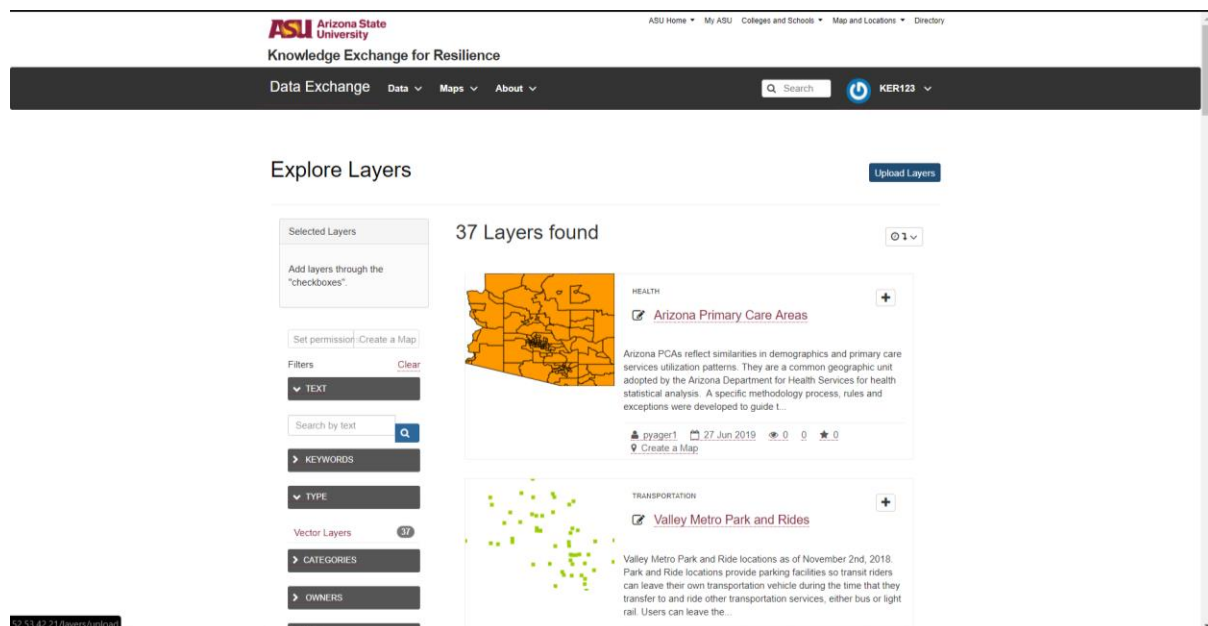 ASU Arizona State University
ASU Home My ASU Colleges and Schools Map and Locations Directory
Knowledge Exchange for Resilience
Data Exchange Data Maps About Search KER123
Explore Layers
Upload Layers
Selected Layers
Add layers through the
"checkboxes".
Set permission Create a Map
Filters Clear
TEXT
Search by text
KEYWORDS
TYPE
Vector Layers 37
CATEGORIES
OWNERS
37 Layers found
HEALTH
Arizona Primary Care Areas
Arizona PCAs reflect similarities in demographics and primary care
services utilization patterns. They are a common geographic unit
adopted by the Arizona Department for Health Services for health
statistical analysis. A specific methodology process, rules and
exceptions were developed to guide t...
pyager1 27 Jun 2019 0 0 0
Create a Map
TRANSPORTATION
Valley Metro Park and Rides
Valley Metro Park and Ride locations as of November 2nd, 2018.
Park and Ride locations provide parking facilities so transit riders
can leave their own transportation vehicle during the time that they
transfer to and ride other transportation services, either bus or light
rail. Users can leave the...
52.53.42.21/layers/upload